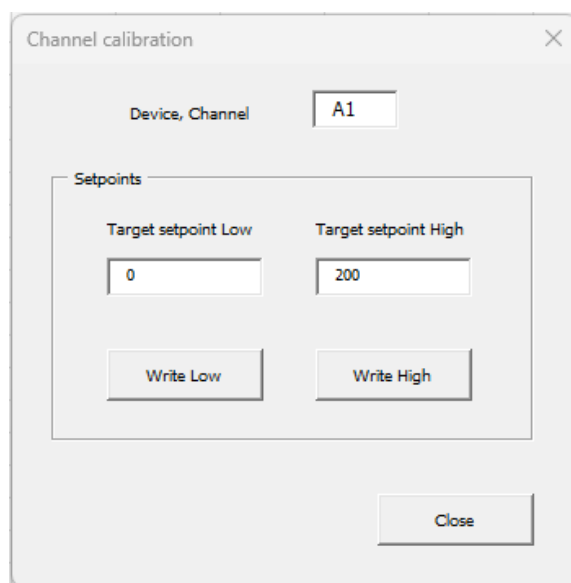 Channel calibration
Device, Channel A1
Setpoints
Target setpoint Low Target setpoint High
0 200
Write Low Write High
Close